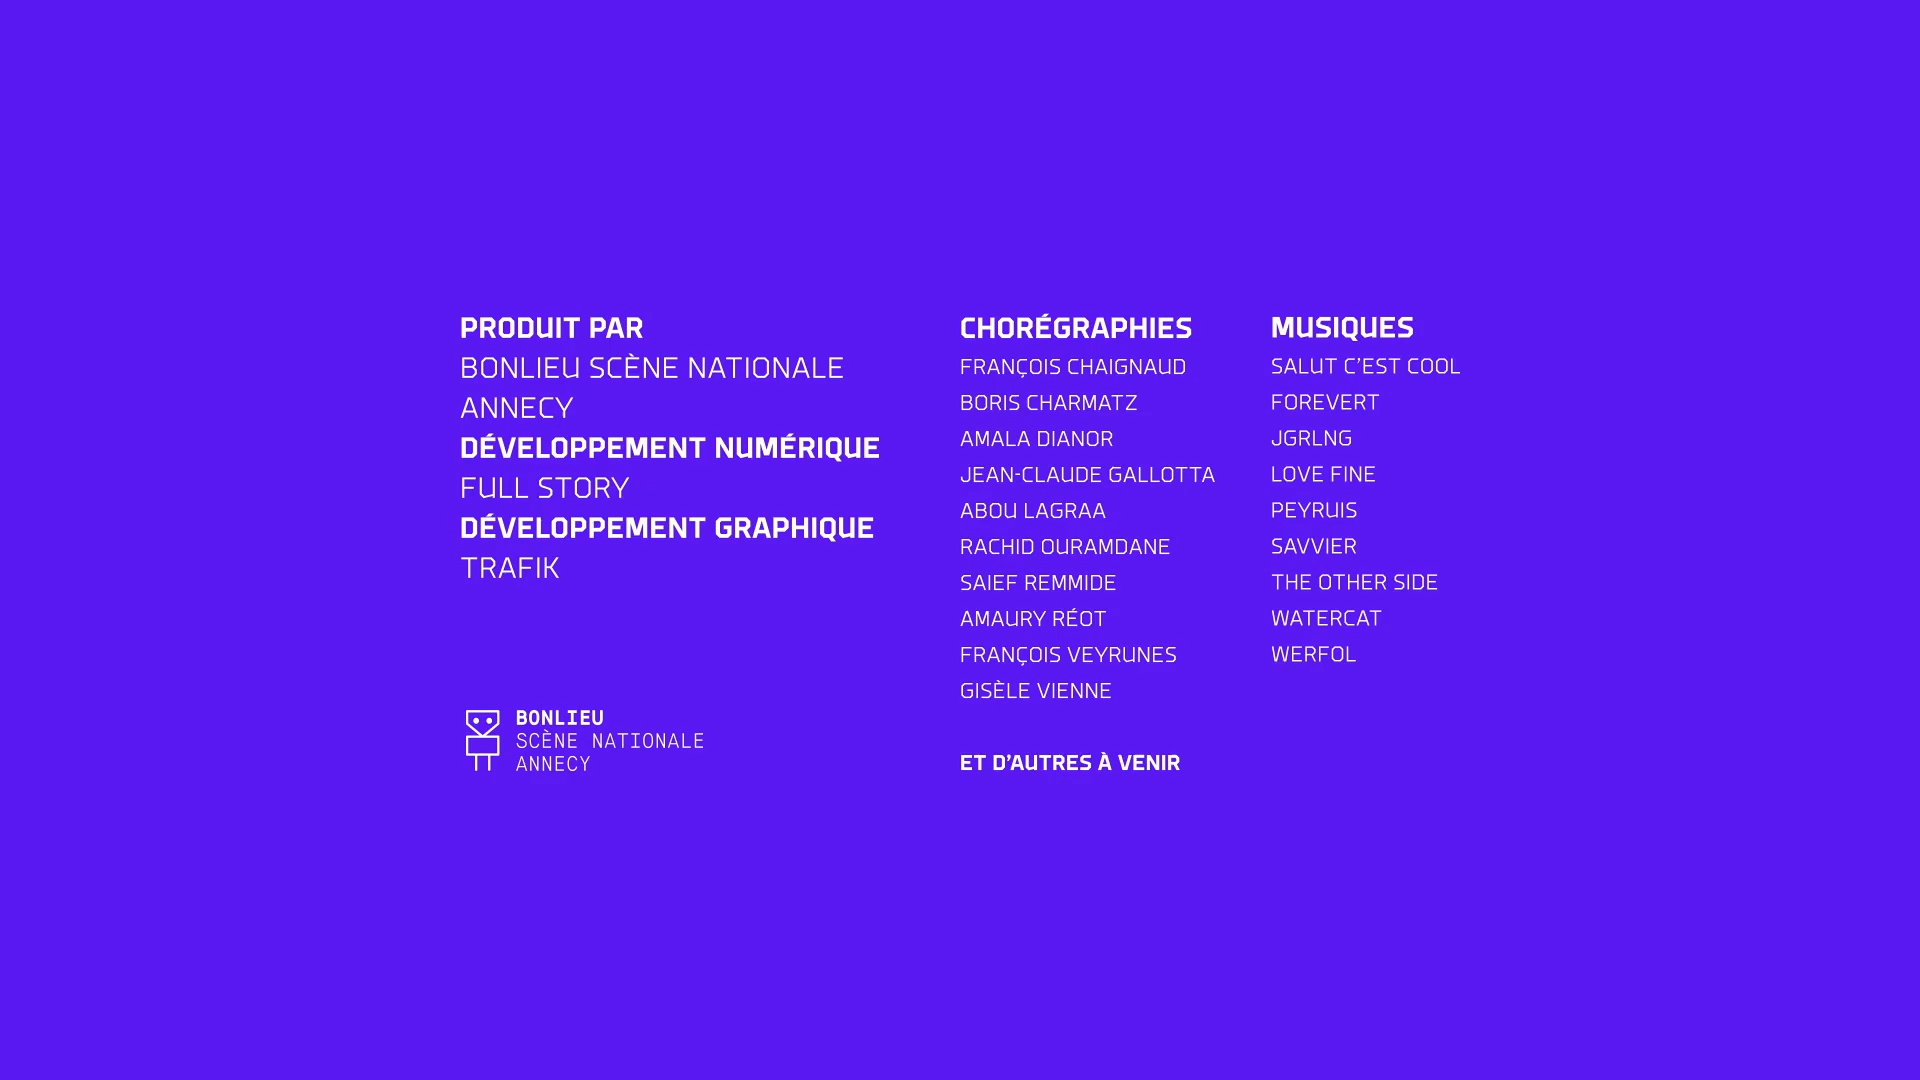 PRODUIT PAR
BONLIEU SCÈNE NATIONALE
ANNECY
DÉVELOPPEMENT NUMÉRIQUE
FULL STORY
DÉVELOPPEMENT GRAPHIQUE
TRAFIK
BONLIEU
SCÈNE NATIONALE
ANNECY
CHORÉGRAPHIES
FRANÇOIS CHAIGNAUD
BORIS CHARMATZ
AMALA DIANOR
JEAN-CLAUDE GALLOTTA
ABOU LAGRAA
RACHID OURAMDANE
SAIEF REMMIDE
AMAURY RÉOT
FRANÇOIS VEYRUNES
GISÈLE VIENNE
ET D’AUTRES À VENIR
MUSIQUES
SALUT C’EST COOL
FOREVERT
JGRLNG
LOVE FINE
PEYRUIS
SAVVIER
THE OTHER SIDE
WATERCAT
WERFOL